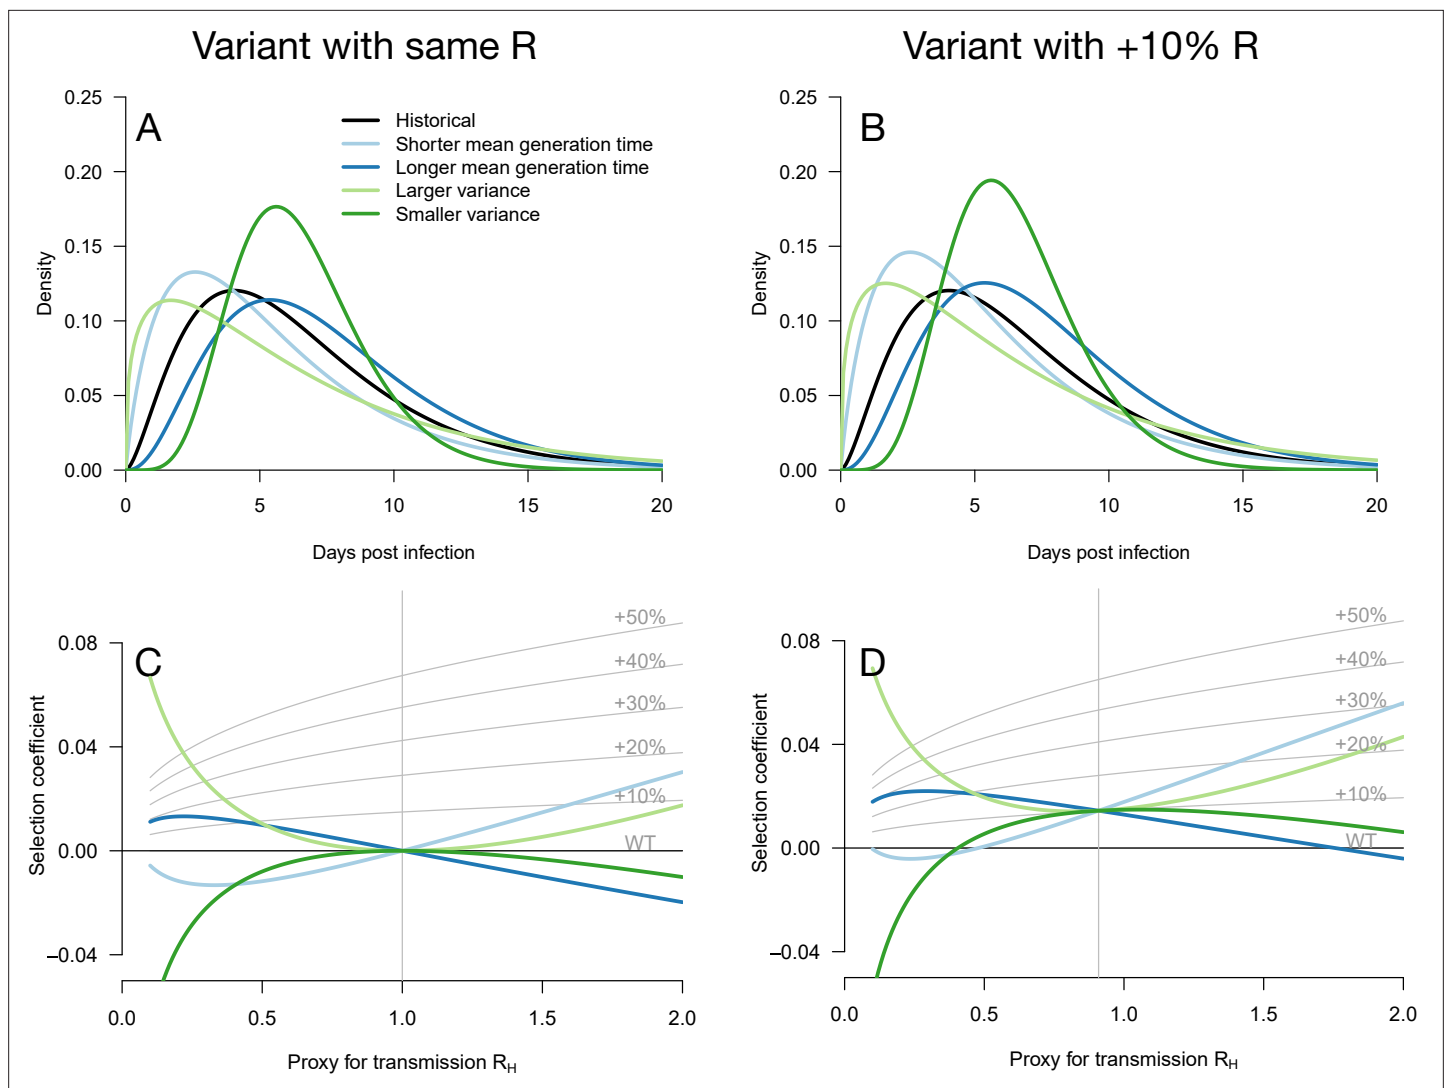 Variant with same R
Variant with +10% R
A
0.25
0.20
0.15
0.10
0.05
0.00
Density
Historical
Shorter mean generation time
Longer mean generation time
Larger variance
Smaller variance
0 5 10 15 20
Days post infection
B
0.25
0.20
0.15
0.10
0.05
0.00
Density
0 5 10 15 20
Days post infection
C
0.08
0.04
0.00
–0.04
Selection coefficient
+50%
+40%
+30%
+20%
+10%
WT
0.0 0.5 1.0 1.5 2.0
Proxy for transmission R_H
D
0.08
0.04
0.00
–0.04
Selection coefficient
+50%
+40%
+30%
+20%
+10%
WT
0.0 0.5 1.0 1.5 2.0
Proxy for transmission R_H